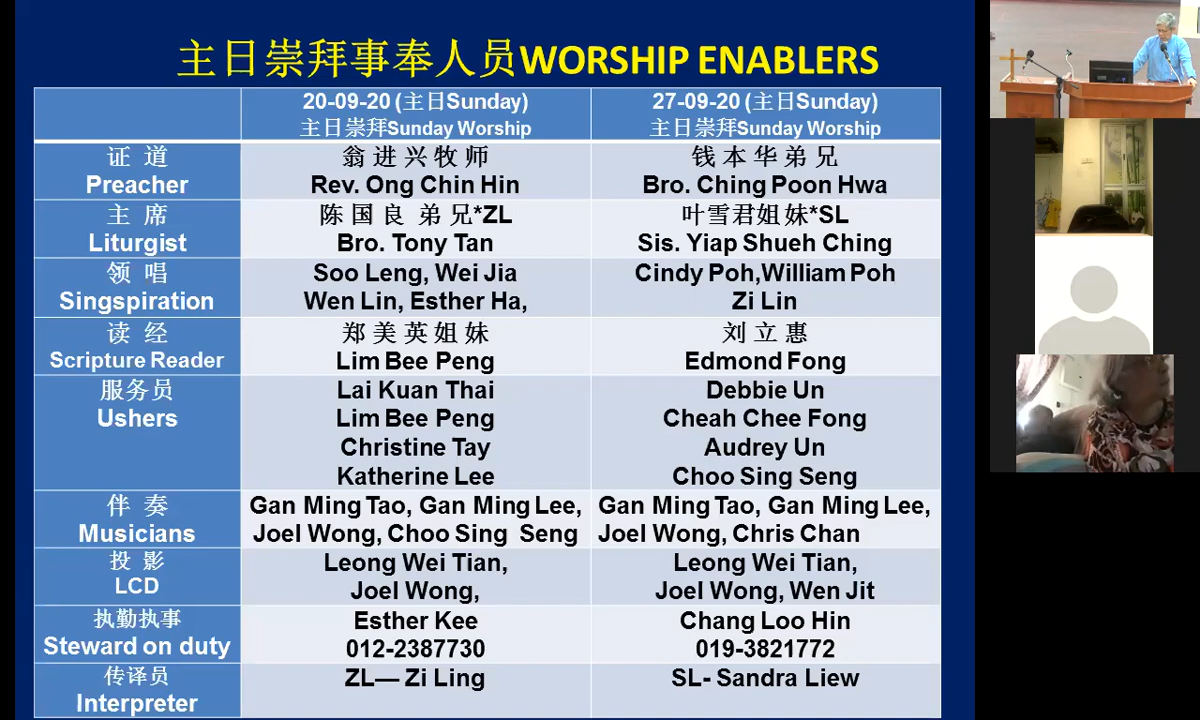 主日崇拜事奉人员WORSHIP ENABLERS
20-09-20 (主日Sunday)
主日崇拜Sunday Worship
27-09-20 (主日Sunday)
主日崇拜Sunday Worship
证 道
Preacher
翁 进 兴 牧 师
Rev. Ong Chin Hin
钱 本 华 弟 兄
Bro. Ching Poon Hwa
主 席
Liturgist
陈 国 良 弟 兄*ZL
Bro. Tony Tan
叶雪君姐 妹*SL
Sis. Yiap Shueh Ching
领 唱
Singspiration
Soo Leng, Wei Jia
Wen Lin, Esther Ha,
Cindy Poh,William Poh
Zi Lin
读 经
Scripture Reader
郑 美 英 姐 妹
Lim Bee Peng
刘 立 惠
Edmond Fong
服务员
Ushers
Lai Kuan Thai
Lim Bee Peng
Christine Tay
Katherine Lee
Debbie Un
Cheah Chee Fong
Audrey Un
Choo Sing Seng
伴 奏
Musicians
Gan Ming Tao, Gan Ming Lee,
Joel Wong, Choo Sing Seng
Gan Ming Tao, Gan Ming Lee,
Joel Wong, Chris Chan
投 影
LCD
Leong Wei Tian,
Joel Wong,
Leong Wei Tian,
Joel Wong, Wen Jit
执勤执事
Steward on duty
Esther Kee
012-2387730
Chang Loo Hin
019-3821772
传译员
Interpreter
ZL— Zi Ling
SL- Sandra Liew